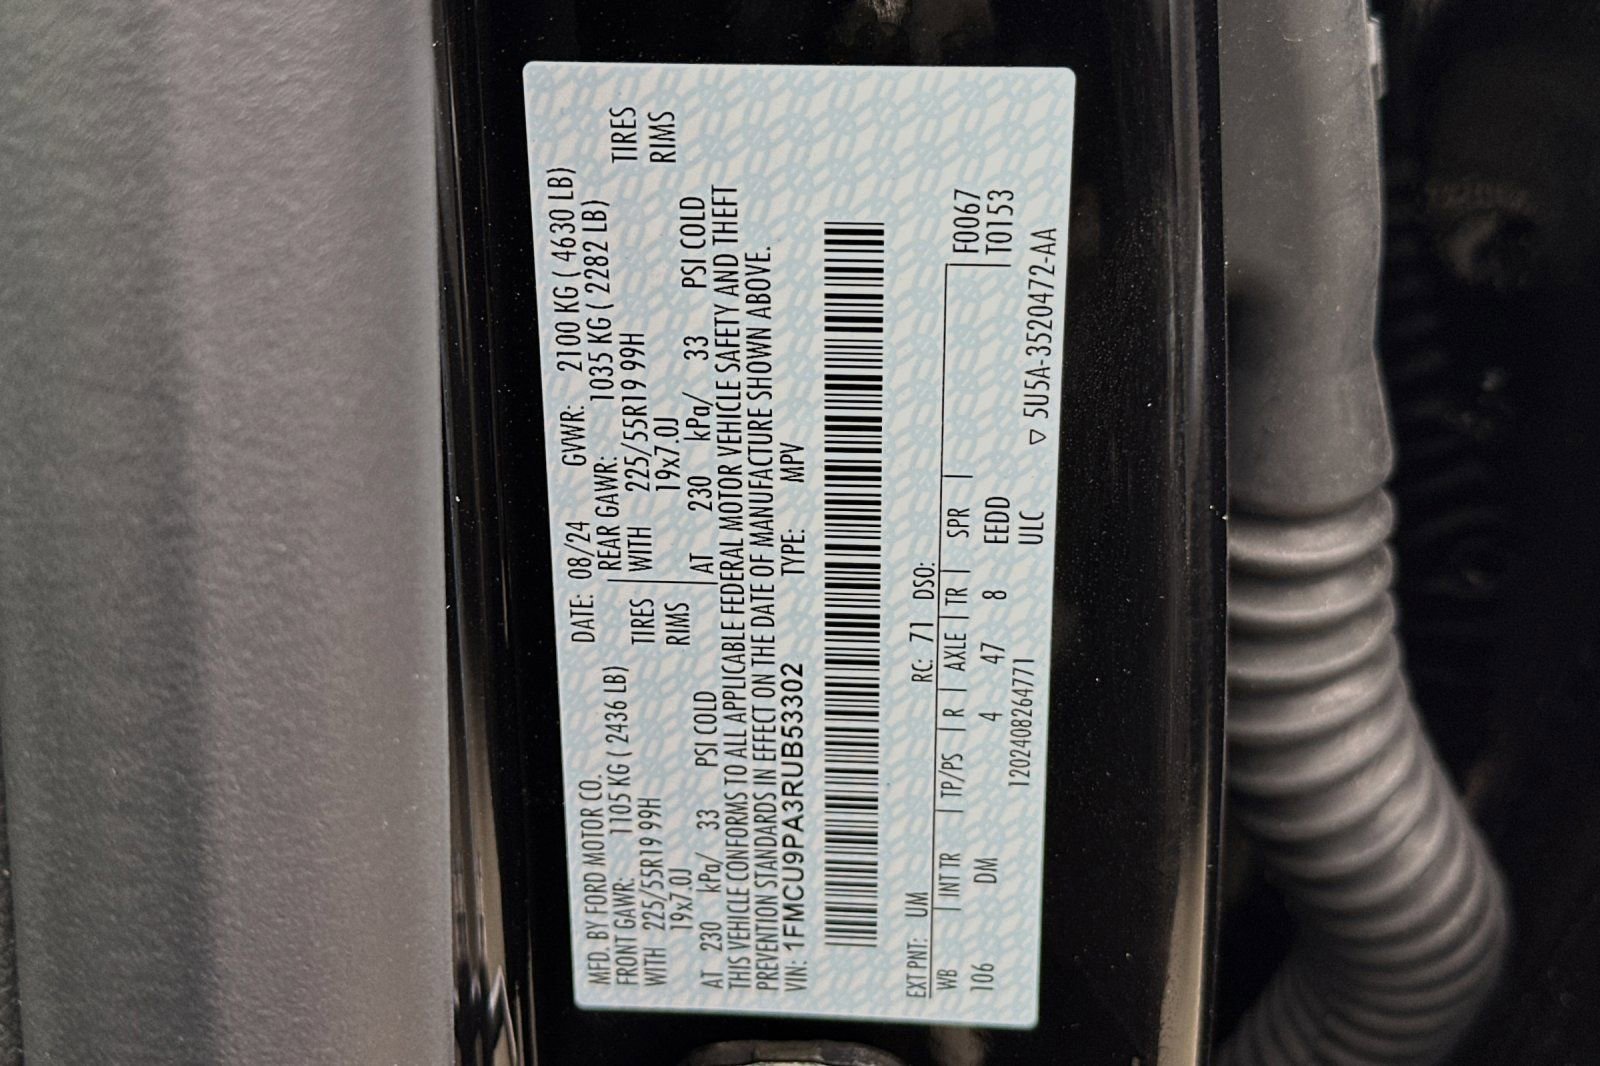 MFD. BY FORD MOTOR CO. DATE: 08/24 GVWR: 2100 KG ( 4630 LB)
FRONT GAWR: 1105 KG ( 2436 LB) REAR GAWR: 1035 KG ( 2282 LB)
WITH 225/55R19 99H TIRES WITH 225/55R19 99H TIRES
19x7.0J RIMS 19x7.0J RIMS
AT 230 kPa/ 33 PSI COLD AT 230 kPa/ 33 PSI COLD
THIS VEHICLE CONFORMS TO ALL APPLICABLE FEDERAL MOTOR VEHICLE SAFETY AND THEFT
PREVENTION STANDARDS IN EFFECT ON THE DATE OF MANUFACTURE SHOWN ABOVE.
VIN: 1FMCU9PA3RUB53302 TYPE: MPV
EXT PNT: UM RC: 71 DSO:
WB INT TR TP/PS R AXLE TR SPR F0067
106 DM 4 47 8 EEDD T0153
1202408264771 ULC ▽ 5U5A-3520472-AA